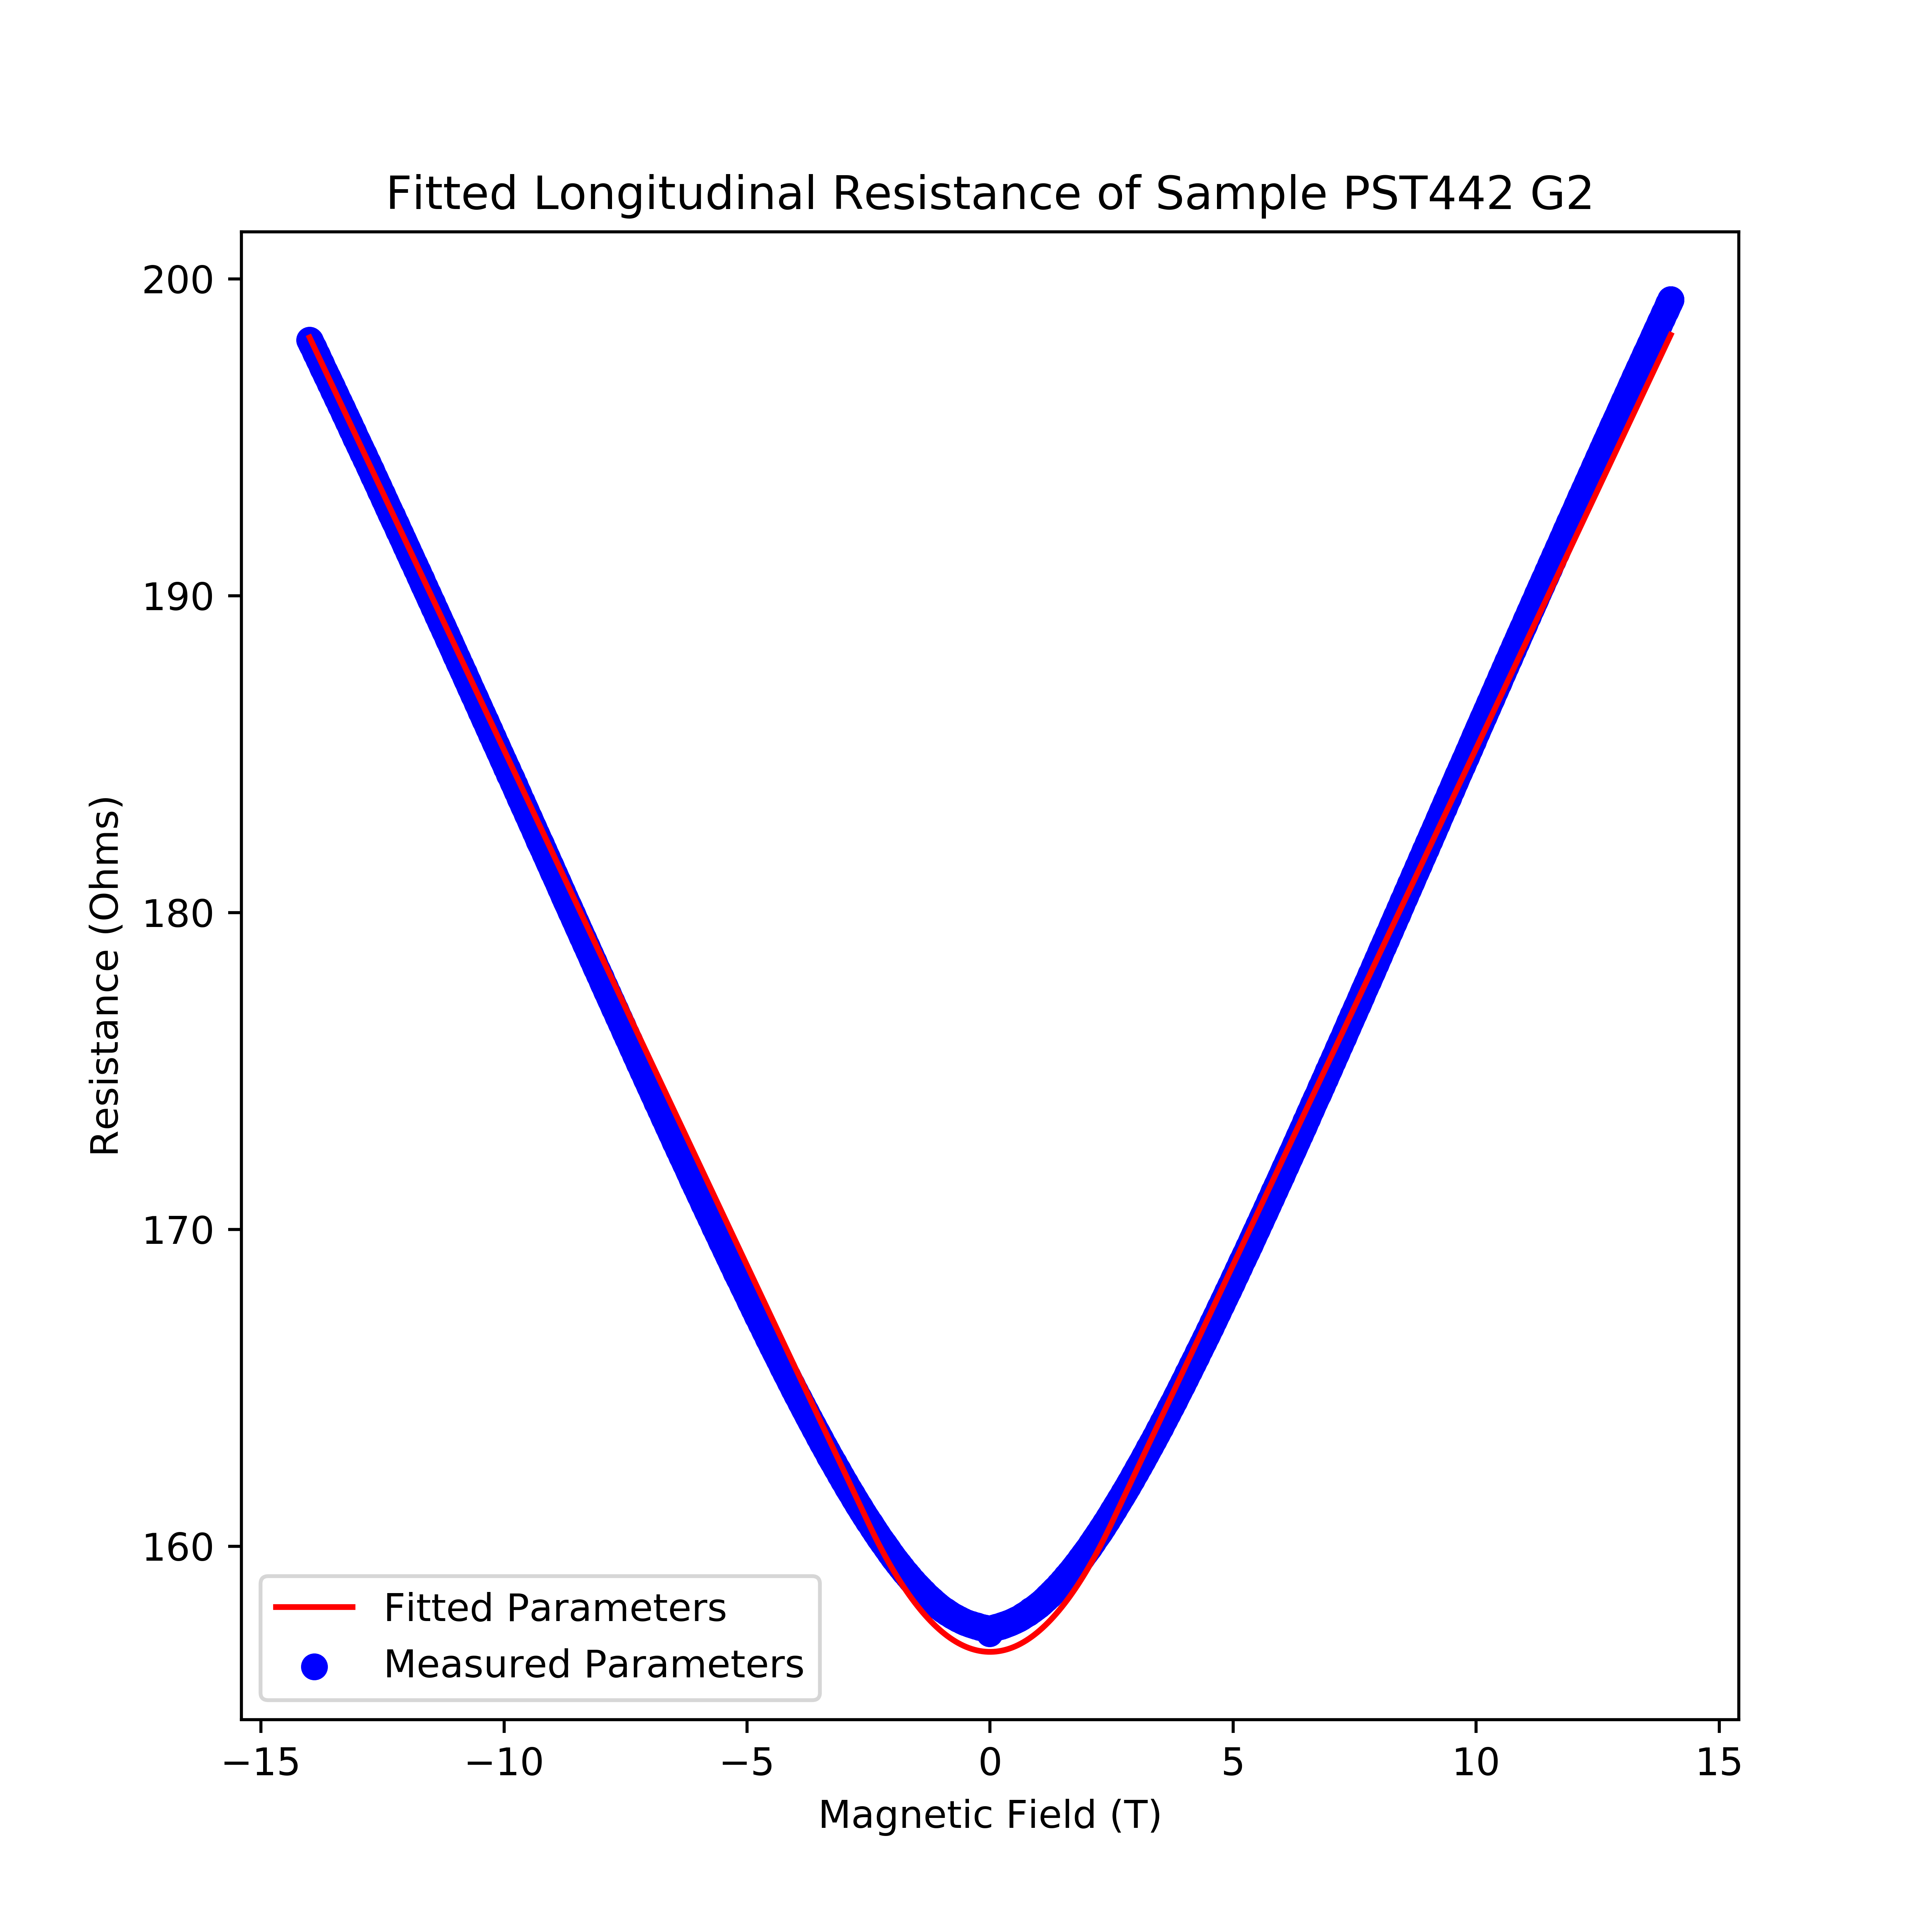 Fitted Longitudinal Resistance of Sample PST442 G2
200
190
180
170
160
Resistance (Ohms)
Fitted Parameters
Measured Parameters
−15 −10 −5 0 5 10 15
Magnetic Field (T)